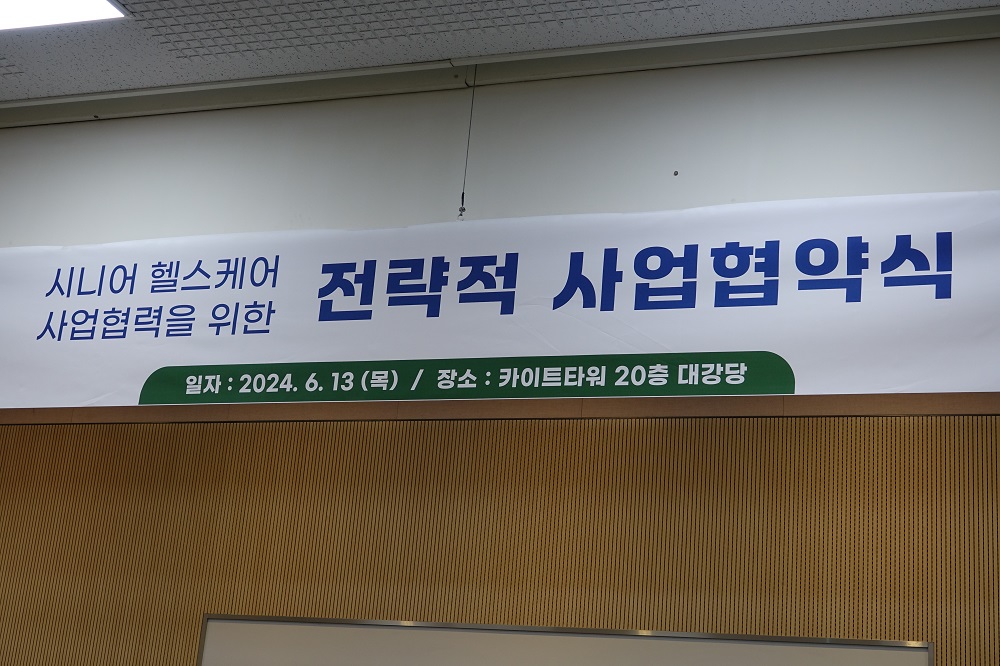 시니어 헬스케어
사업협력을 위한
전략적 사업협약식
일자 : 2024. 6. 13 (목) / 장소 : 카이트타워 20층 대강당